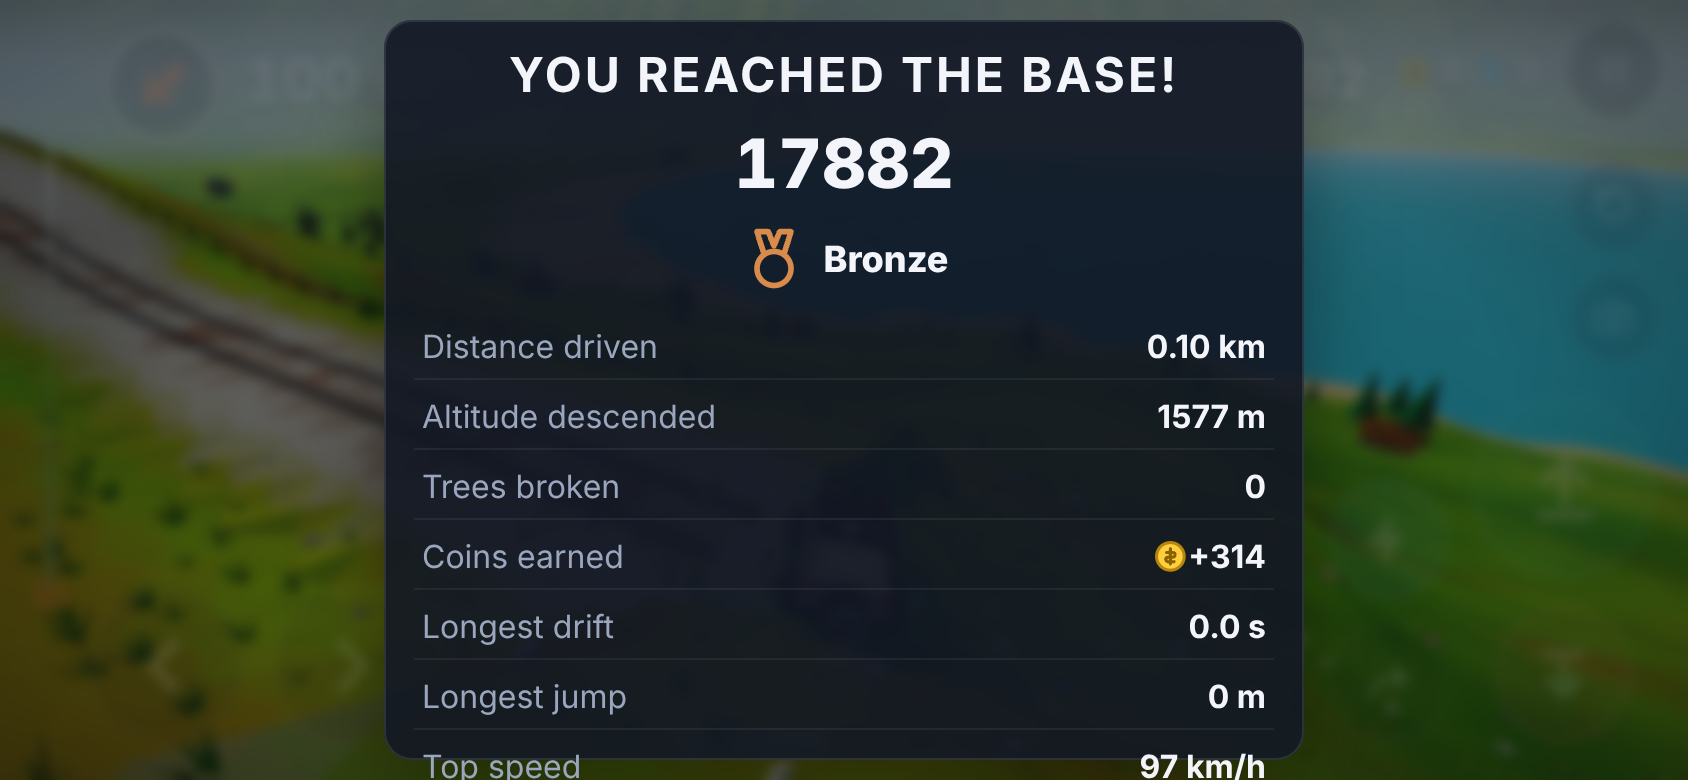 100
YOU REACHED THE BASE!
17882
Bronze
Distance driven 0.10 km
Altitude descended 1577 m
Trees broken 0
Coins earned +314
Longest drift 0.0 s
Longest jump 0 m
Top speed 97 km/h